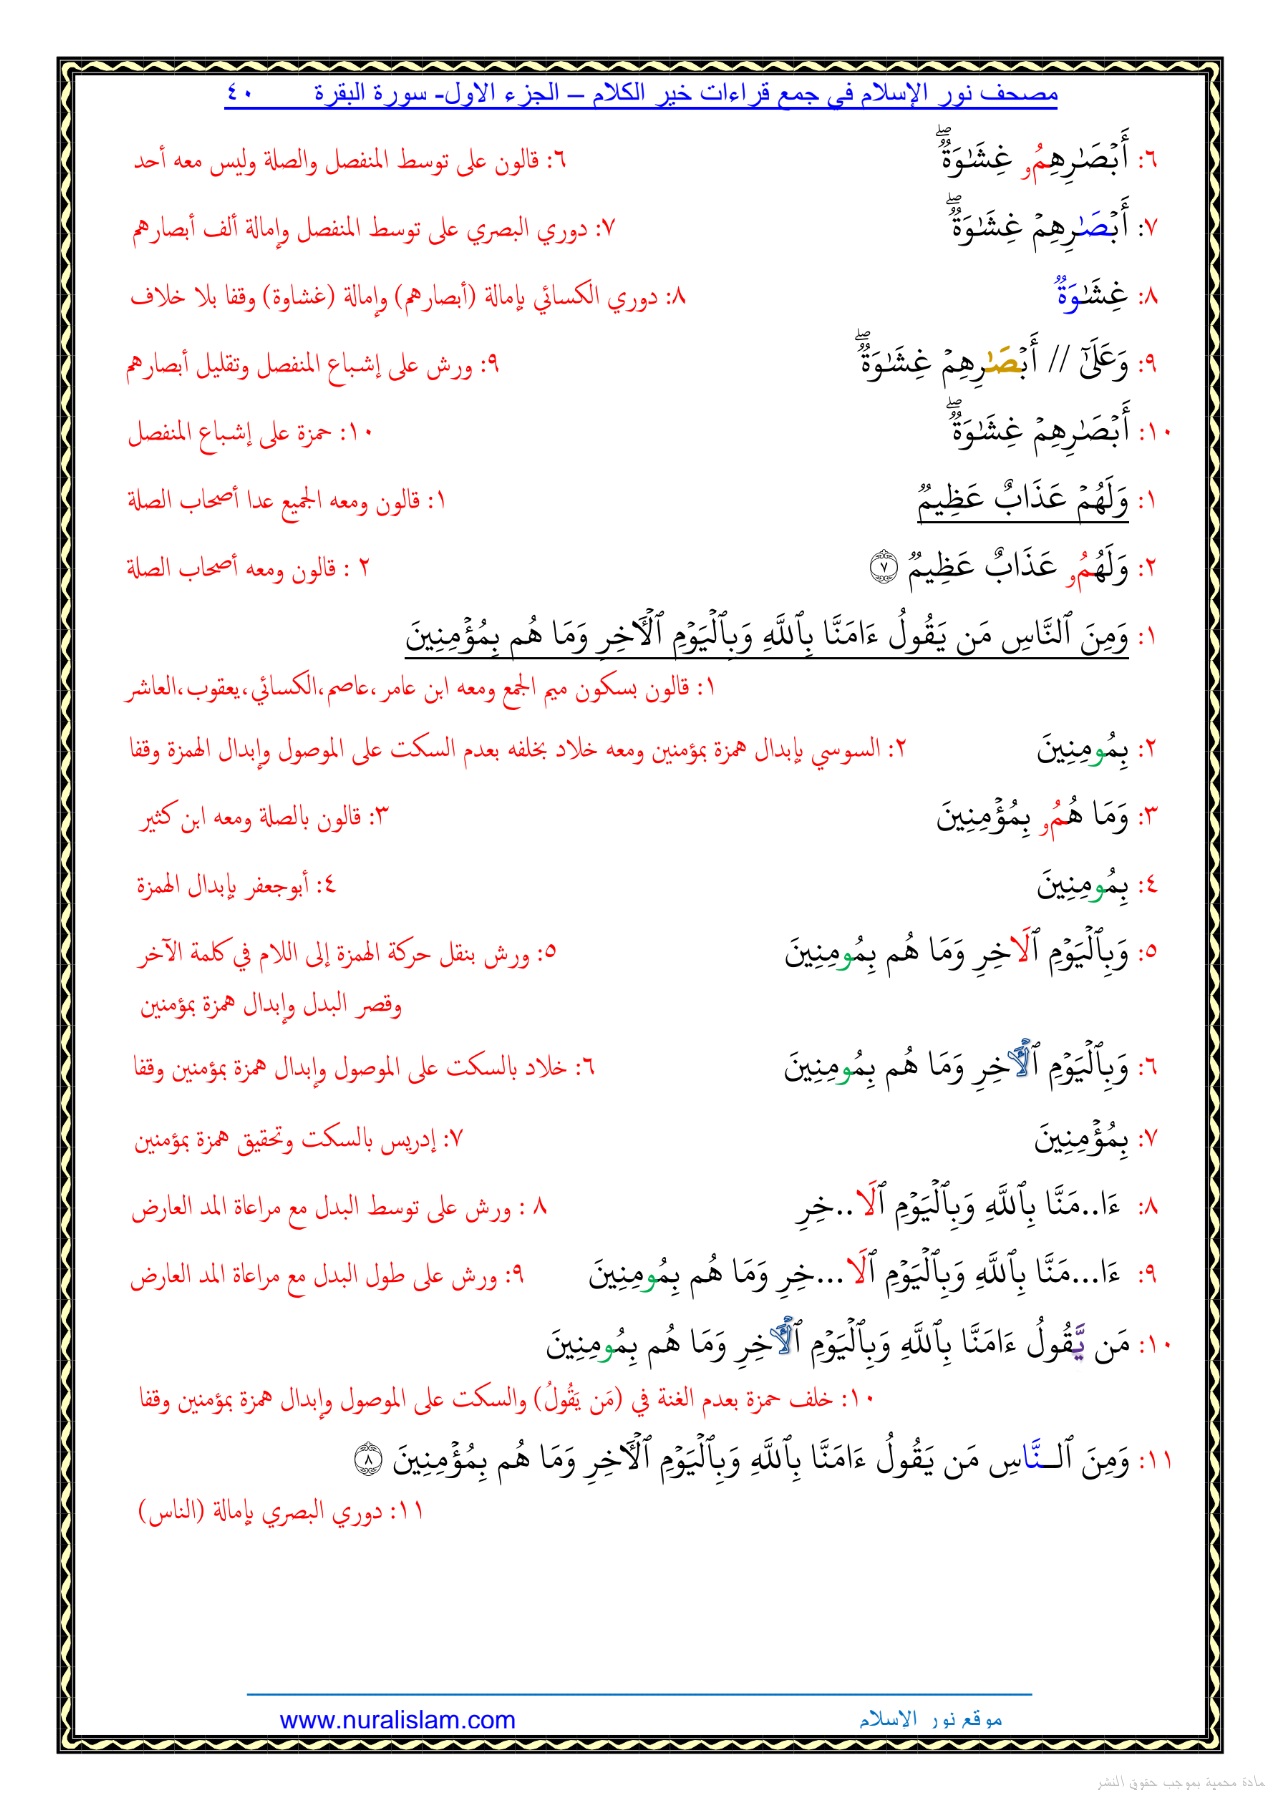 مصحف نور الإسلام في جمع قراءات خير الكلام – الجزء الاول- سورة البقرة ٤٠
٦: أَبۡصَٰرِهِمُۥ غِشَٰوَةٞۖ ٦: قالون على توسط المنفصل والصلة وليس معه أحد
٧: أَبۡصَٰرِهِمۡ غِشَٰوَةٞۖ ٧: دوري البصري على توسط المنفصل وإمالة ألف أبصارهم
٨: غِشَٰوَةٞ ٨: دوري الكسائي بإمالة (أبصارهم) وإمالة (غشاوة) وقفا بلا خلاف
٩: وَعَلَىٰٓ // أَبۡصَٰرِهِمۡ غِشَٰوَةٞۖ ٩: ورش على إشباع المنفصل وتقليل أبصارهم
١٠: أَبۡصَٰرِهِمۡ غِشَٰوَةٞۖ ١٠: حمزة على إشباع المنفصل
١: وَلَهُمۡ عَذَابٌ عَظِيمٞ ١: قالون ومعه الجميع عدا أصحاب الصلة
٢: وَلَهُمُۥ عَذَابٌ عَظِيمٞ ٧ ٢ : قالون ومعه أصحاب الصلة
١: وَمِنَ ٱلنَّاسِ مَن يَقُولُ ءَامَنَّا بِٱللَّهِ وَبِٱلۡيَوۡمِ ٱلۡأٓخِرِ وَمَا هُم بِمُؤۡمِنِينَ
١: قالون بسكون ميم الجمع ومعه ابن عامر ،عاصم،الكسائي،يعقوب،العاشر
٢: بِمُومِنِينَ ٢: السوسي بإبدال همزة بمؤمنين ومعه خلاد بخلفه بعدم السكت على الموصول وإبدال الهمزة وقفا
٣: وَمَا هُمُۥ بِمُؤۡمِنِينَ ٣: قالون بالصلة ومعه ابن كثير
٤: بِمُومِنِينَ ٤: أبوجعفر بإبدال الهمزة
٥: وَبِٱلۡيَوۡمِ ٱلَاخِرِ وَمَا هُم بِمُومِنِينَ ٥: ورش بنقل حركة الهمزة إلى اللام في كلمة الآخر
وقصر البدل وإبدال همزة بمؤمنين
٦: وَبِٱلۡيَوۡمِ ٱلۡأٓخِرِ وَمَا هُم بِمُومِنِينَ ٦: خلاد بالسكت على الموصول وإبدال همزة بمؤمنين وقفا
٧: بِمُؤۡمِنِينَ ٧: إدريس بالسكت وتحقيق همزة بمؤمنين
٨: ءَا..مَنَّا بِٱللَّهِ وَبِٱلۡيَوۡمِ ٱلَا..خِرِ ٨ : ورش على توسط البدل مع مراعاة المد العارض
٩: ءَا...مَنَّا بِٱللَّهِ وَبِٱلۡيَوۡمِ ٱلَا...خِرِ وَمَا هُم بِمُومِنِينَ ٩: ورش على طول البدل مع مراعاة المد العارض
١٠: مَن يَّقُولُ ءَامَنَّا بِٱللَّهِ وَبِٱلۡيَوۡمِ ٱلۡأٓخِرِ وَمَا هُم بِمُومِنِينَ
١٠: خلف حمزة بعدم الغنة في (مَن يَقُولُ) والسكت على الموصول وإبدال همزة بمؤمنين وقفا
١١: وَمِنَ ٱلـنَّاسِ مَن يَقُولُ ءَامَنَّا بِٱللَّهِ وَبِٱلۡيَوۡمِ ٱلۡأٓخِرِ وَمَا هُم بِمُؤۡمِنِينَ ٨
١١: دوري البصري بإمالة (الناس)
موقع نور الاسلام www.nuralislam.com
مادة محمية بموجب حقوق النشر